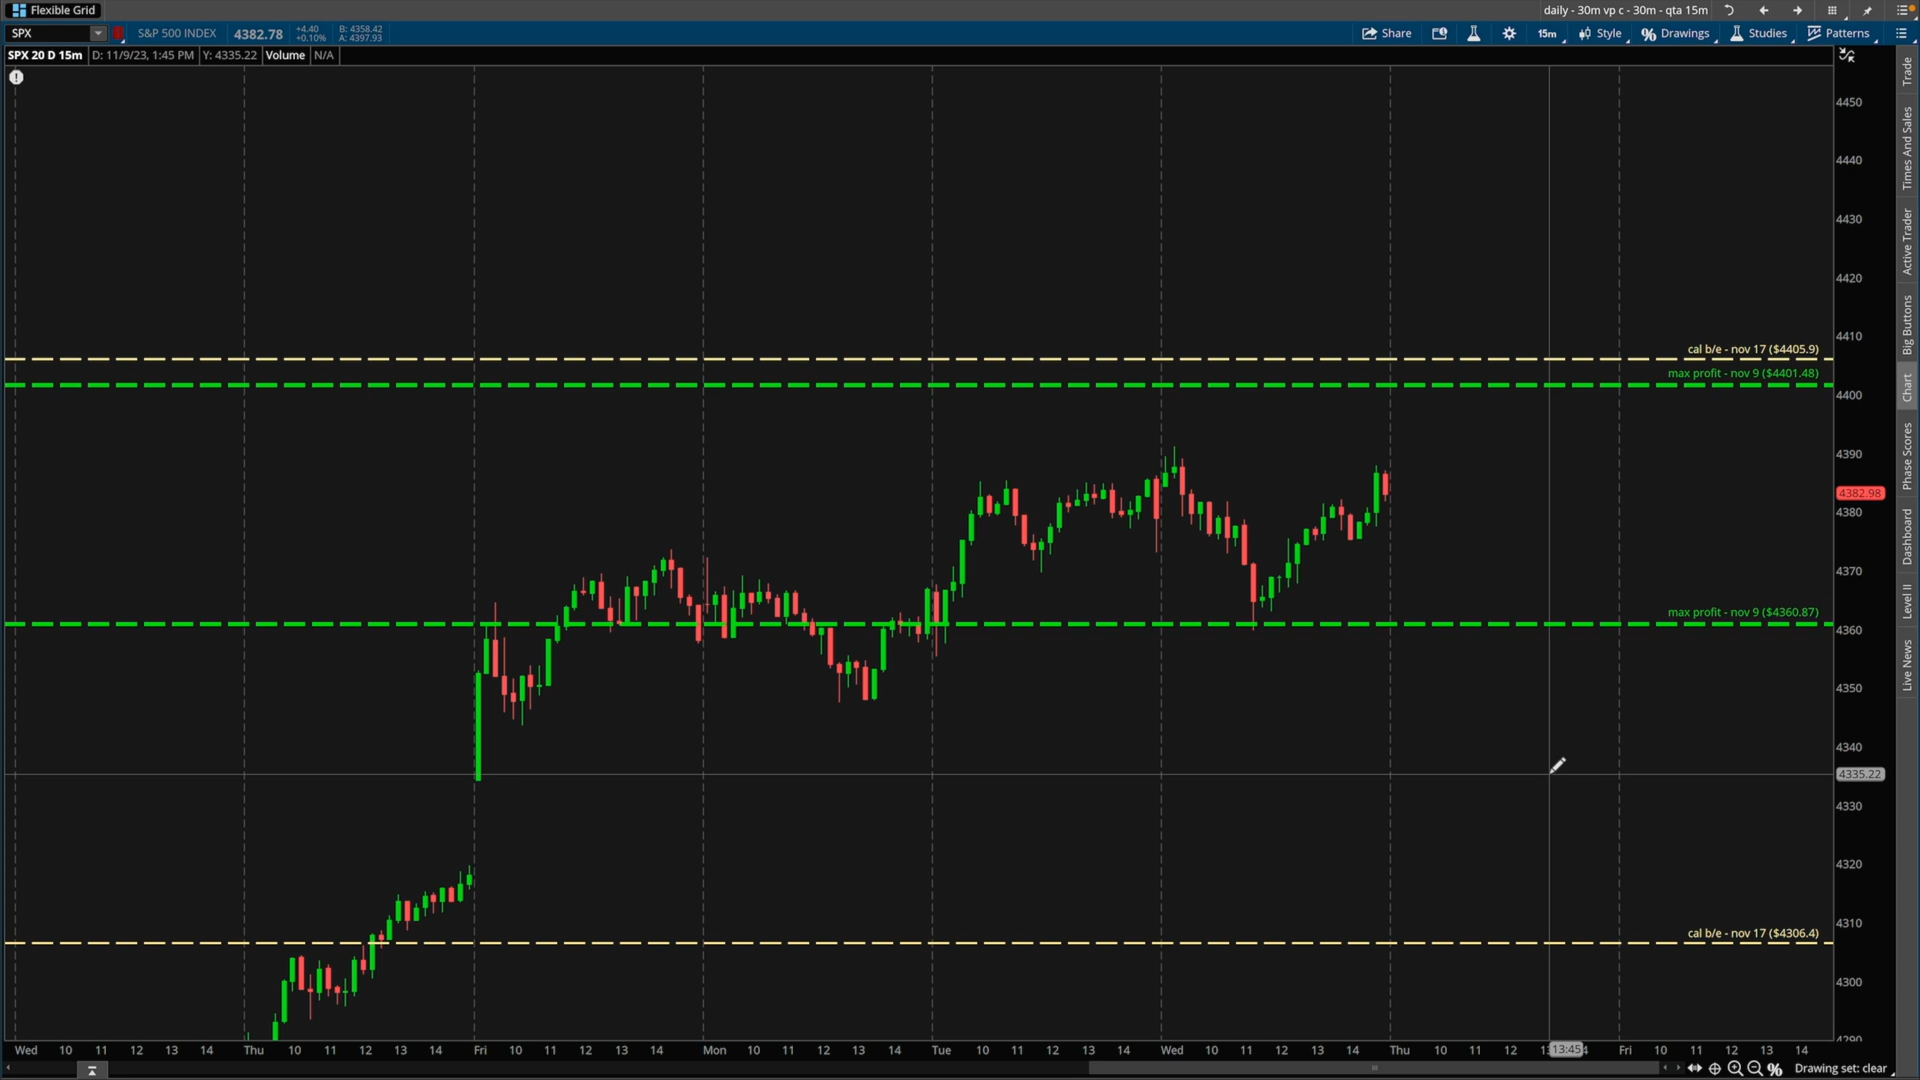 Flexible Grid
daily - 30m vp c - 30m - qta 15m
SPX
S&P 500 INDEX
4382.78
+4.40
+0.10%
B: 4358.42
A: 4397.93
Share
15m
Style
Drawings
Studies
Patterns
SPX 20 D 15m
D: 11/9/23, 1:45 PM
Y: 4335.22
Volume
N/A
4450
4440
4430
4420
4410
4400
4390
4382.98
4380
4370
4360
4350
4340
4335.22
4330
4320
4310
4300
4290
cal b/e - nov 17 ($4405.9)
max profit - nov 9 ($4401.48)
max profit - nov 9 ($4360.87)
cal b/e - nov 17 ($4306.4)
Trade
Times And Sales
Active Trader
Big Buttons
Chart
Phase Scores
Dashboard
Level II
Live News
Wed 10 11 12 13 14 Thu 10 11 12 13 14 Fri 10 11 12 13 14 Mon 10 11 12 13 14 Tue 10 11 12 13 14 Wed 10 11 12 13 14 Thu 10 11 12 13:45 Fri 10 11 12 13 14
Drawing set: clear